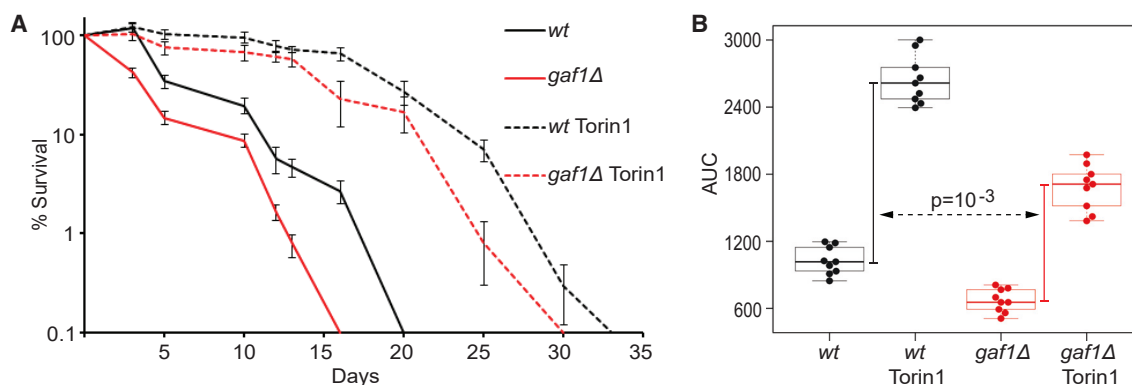 A
% Survival
100
10
1
0.1
5
10
15
20
25
30
35
Days
wt
gaf1Δ
wt Torin1
gaf1Δ Torin1
B
AUC
3000
2400
1800
1200
600
p=10⁻³
wt
wt
Torin1
gaf1Δ
gaf1Δ
Torin1